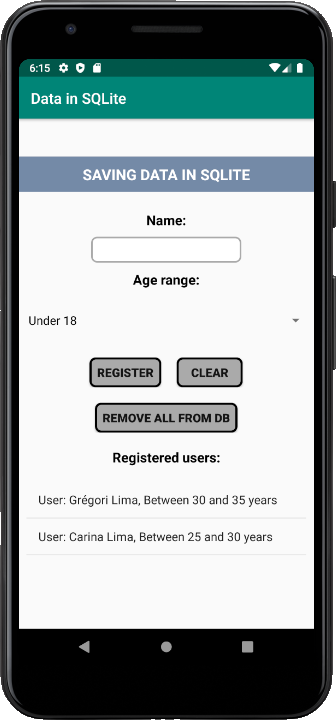 6:15
Data in SQLite
SAVING DATA IN SQLITE
Name:
Age range:
Under 18
REGISTER CLEAR
REMOVE ALL FROM DB
Registered users:
User: Grégori Lima, Between 30 and 35 years
User: Carina Lima, Between 25 and 30 years